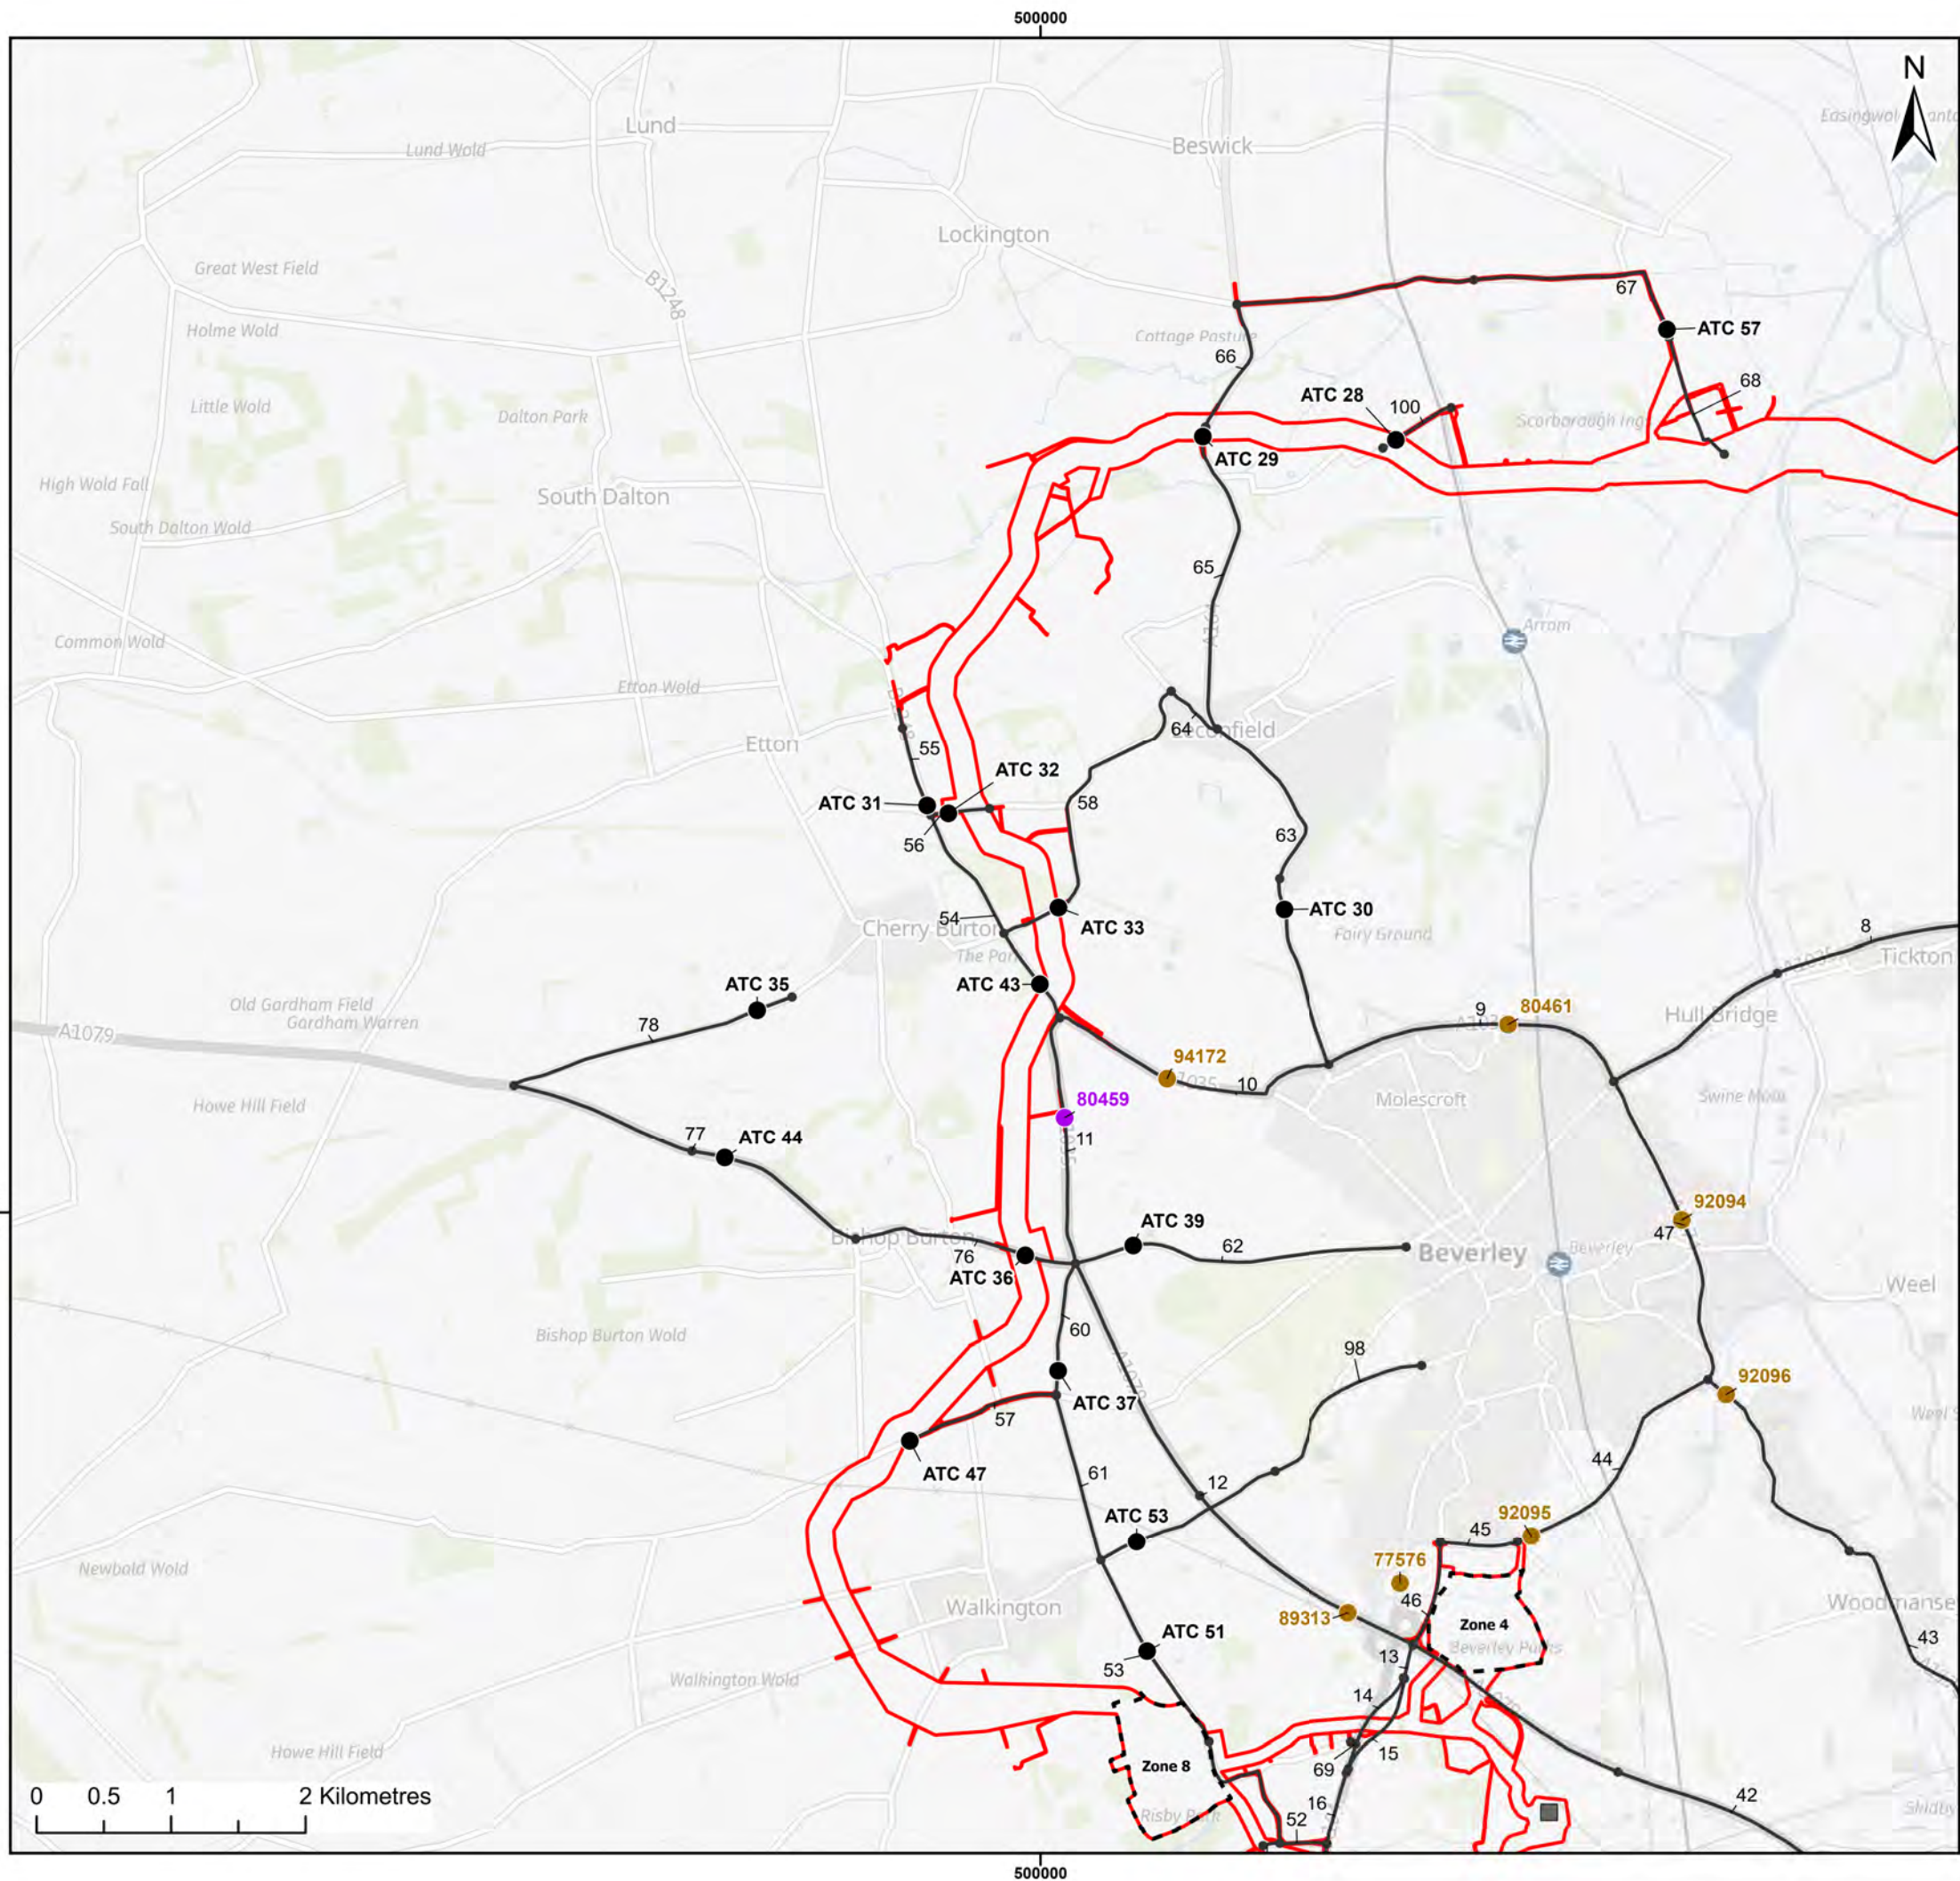 500000
N
Lund
Lund Wold
Beswick
Lockington
Great West Field
B1248
Holme Wold
Cottage Pasture
67
ATC 57
66
Little Wold
Dalton Park
ATC 28
100
68
Scorborough Ing
ATC 29
High Wold Fall
South Dalton
South Dalton Wold
65
Arram
Common Wold
Etton Wold
64
Etton
55
ATC 32
ATC 31
58
56
63
54
Cherry Burton
ATC 33
ATC 30
Fairy Ground
8
The Par
Tickton
ATC 35
ATC 43
Old Gardham Field
Gardham Warren
A1079
78
9
80461
Hull Bridge
94172
10
80459
Howe Hill Field
Molescroft
Swine Moor
77
ATC 44
11
92094
47
ATC 39
Bishop Burton
76
62
Beverley
Beverley
ATC 36
Weel
60
Bishop Burton Wold
A1079
98
92096
ATC 37
57
ATC 47
61
44
12
ATC 53
92095
45
Newbald Wold
77576
46
89313
Walkington
Zone 4
Woodmanse
ATC 51
Beverley Parks
43
53
13
Walkington Wold
14
15
Howe Hill Field
Zone 8
69
0 0.5 1 2 Kilometres
42
16
Risby Park
52
Skidby
500000